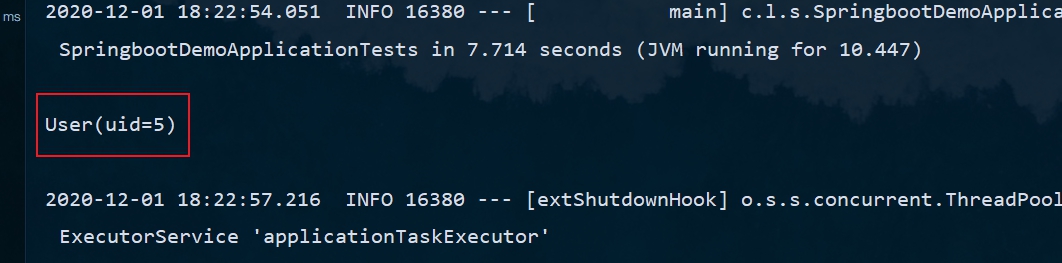 ms
2020-12-01 18:22:54.051  INFO 16380 --- [           main] c.l.s.SpringbootDemoApplica
SpringbootDemoApplicationTests in 7.714 seconds (JVM running for 10.447)
User(uid=5)
2020-12-01 18:22:57.216  INFO 16380 --- [extShutdownHook] o.s.s.concurrent.ThreadPool
ExecutorService 'applicationTaskExecutor'